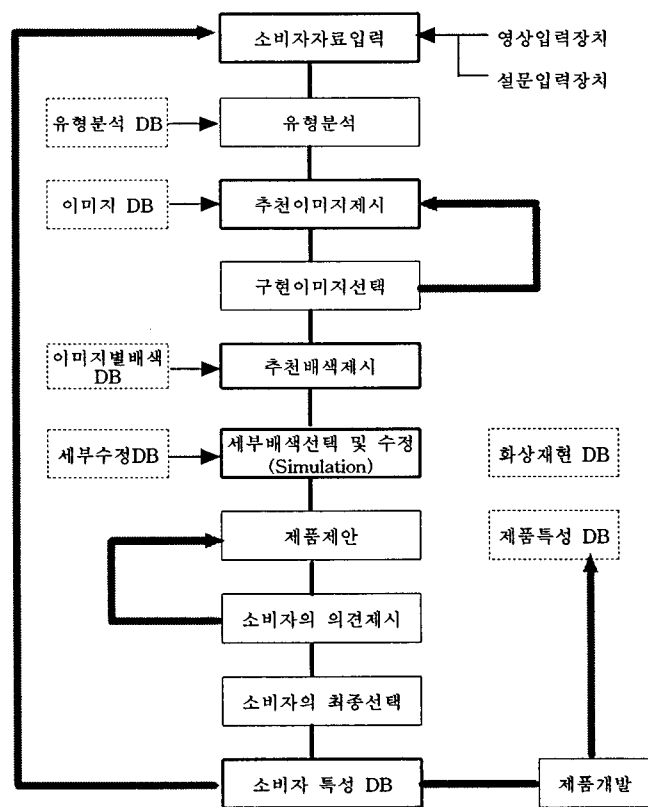 소비자자료입력
영상입력장치
설문입력장치
유형분석 DB
유형분석
이미지 DB
추천이미지제시
구현이미지선택
이미지별배색
DB
추천배색제시
세부수정DB
세부배색선택 및 수정
(Simulation)
화상재현 DB
제품제안
제품특성 DB
소비자의 의견제시
소비자의 최종선택
소비자 특성 DB
제품개발